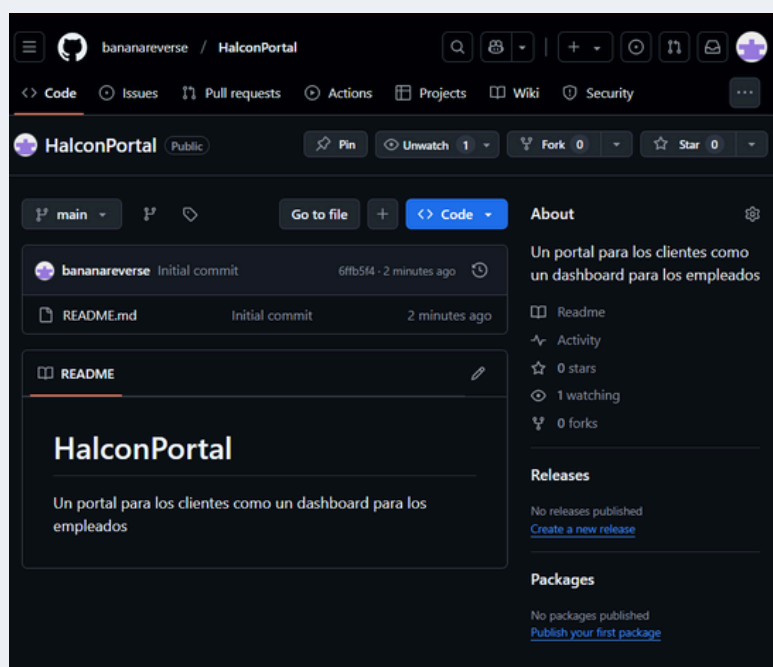 bananareverse / HalconPortal
Code Issues Pull requests Actions Projects Wiki Security
HalconPortal Public Pin Unwatch 1 Fork 0 Star 0
main Go to file Code
bananareverse Initial commit 6ffb5f4 · 2 minutes ago
README.md Initial commit 2 minutes ago
README
HalconPortal
Un portal para los clientes como un dashboard para los
empleados
About
Un portal para los clientes como
un dashboard para los empleados
Readme
Activity
0 stars
1 watching
0 forks
Releases
No releases published
Create a new release
Packages
No packages published
Publish your first package